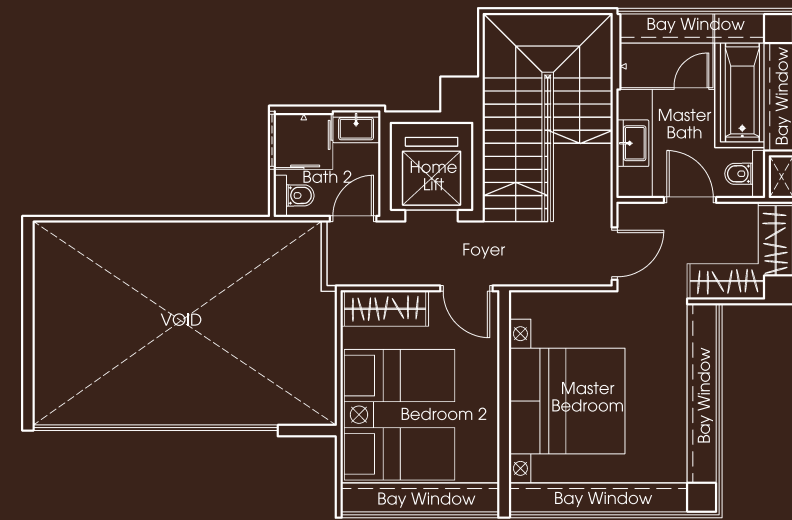 Bay Window
Bay Window
Master
Bath
Bath 2
Home
Lift
Foyer
VOID
Bay Window
Master
Bedroom
Bedroom 2
Bay Window
Bay Window